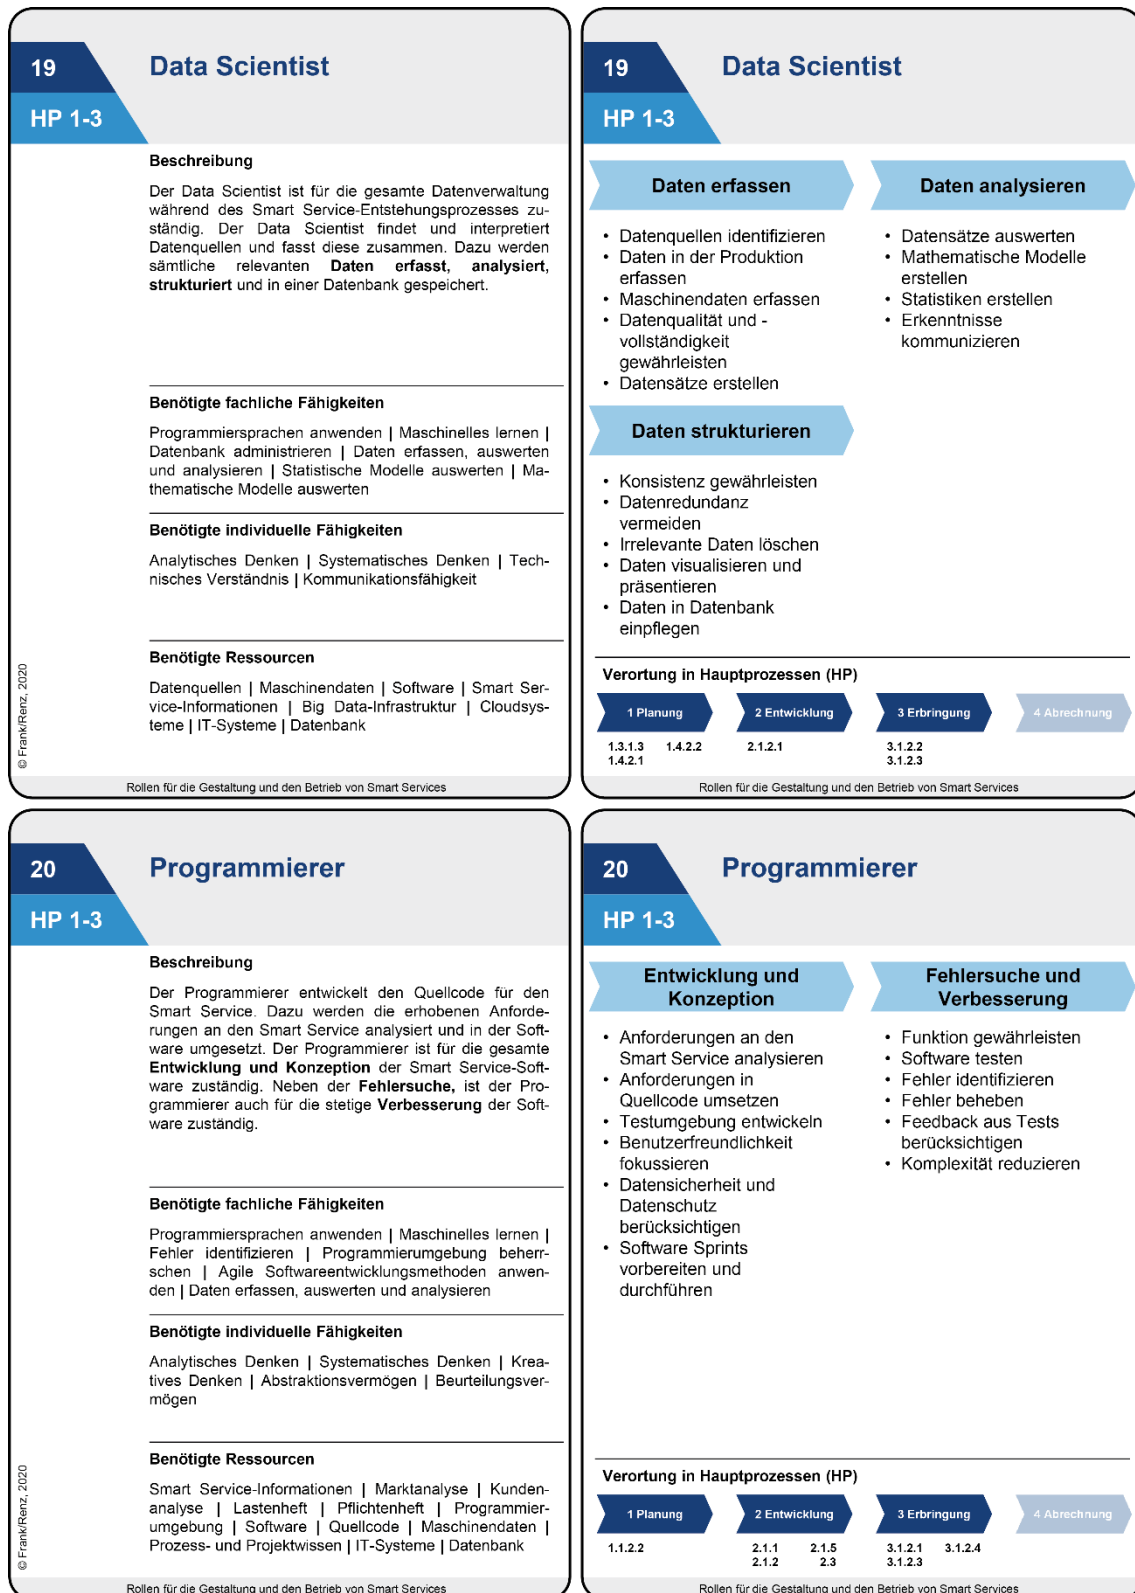 19
Data Scientist
HP 1-3
Beschreibung
Der Data Scientist ist für die gesamte Datenverwaltung
während des Smart Service-Entstehungsprozesses zu-
ständig. Der Data Scientist findet und interpretiert
Datenquellen und fasst diese zusammen. Dazu werden
sämtliche relevanten Daten erfasst, analysiert,
strukturiert und in einer Datenbank gespeichert.
Benötigte fachliche Fähigkeiten
Programmiersprachen anwenden | Maschinelles lernen |
Datenbank administrieren | Daten erfassen, auswerten
und analysieren | Statistische Modelle auswerten | Ma-
thematische Modelle auswerten
Benötigte individuelle Fähigkeiten
Analytisches Denken | Systematisches Denken | Tech-
nisches Verständnis | Kommunikationsfähigkeit
Benötigte Ressourcen
Datenquellen | Maschinendaten | Software | Smart Ser-
vice-Informationen | Big Data-Infrastruktur | Cloudsys-
teme | IT-Systeme | Datenbank
© Frank/Renz, 2020
Rollen für die Gestaltung und den Betrieb von Smart Services
19
Data Scientist
HP 1-3
Daten erfassen
• Datenquellen identifizieren
• Daten in der Produktion
erfassen
• Maschinendaten erfassen
• Datenqualität und -
vollständigkeit
gewährleisten
• Datensätze erstellen
Daten analysieren
• Datensätze auswerten
• Mathematische Modelle
erstellen
• Statistiken erstellen
• Erkenntnisse
kommunizieren
Daten strukturieren
• Konsistenz gewährleisten
• Datenredundanz
vermeiden
• Irrelevante Daten löschen
• Daten visualisieren und
präsentieren
• Daten in Datenbank
einpflegen
Verortung in Hauptprozessen (HP)
1 Planung 2 Entwicklung 3 Erbringung 4 Abrechnung
1.3.1.3 1.4.2.2 2.1.2.1 3.1.2.2
1.4.2.1 3.1.2.3
Rollen für die Gestaltung und den Betrieb von Smart Services
20
Programmierer
HP 1-3
Beschreibung
Der Programmierer entwickelt den Quellcode für den
Smart Service. Dazu werden die erhobenen Anforde-
rungen an den Smart Service analysiert und in der Soft-
ware umgesetzt. Der Programmierer ist für die gesamte
Entwicklung und Konzeption der Smart Service-Soft-
ware zuständig. Neben der Fehlersuche, ist der Pro-
grammierer auch für die stetige Verbesserung der Soft-
ware zuständig.
Benötigte fachliche Fähigkeiten
Programmiersprachen anwenden | Maschinelles lernen |
Fehler identifizieren | Programmierumgebung beherr-
schen | Agile Softwareentwicklungsmethoden anwen-
den | Daten erfassen, auswerten und analysieren
Benötigte individuelle Fähigkeiten
Analytisches Denken | Systematisches Denken | Krea-
tives Denken | Abstraktionsvermögen | Beurteilungsver-
mögen
Benötigte Ressourcen
Smart Service-Informationen | Marktanalyse | Kunden-
analyse | Lastenheft | Pflichtenheft | Programmier-
umgebung | Software | Quellcode | Maschinendaten |
Prozess- und Projektwissen | IT-Systeme | Datenbank
© Frank/Renz, 2020
Rollen für die Gestaltung und den Betrieb von Smart Services
20
Programmierer
HP 1-3
Entwicklung und
Konzeption
• Anforderungen an den
Smart Service analysieren
• Anforderungen in
Quellcode umsetzen
• Testumgebung entwickeln
• Benutzerfreundlichkeit
fokussieren
• Datensicherheit und
Datenschutz
berücksichtigen
• Software Sprints
vorbereiten und
durchführen
Fehlersuche und
Verbesserung
• Funktion gewährleisten
• Software testen
• Fehler identifizieren
• Fehler beheben
• Feedback aus Tests
berücksichtigen
• Komplexität reduzieren
Verortung in Hauptprozessen (HP)
1 Planung 2 Entwicklung 3 Erbringung 4 Abrechnung
1.1.2.2 2.1.1 2.1.5 3.1.2.1 3.1.2.4
2.1.2 2.3 3.1.2.3
Rollen für die Gestaltung und den Betrieb von Smart Services